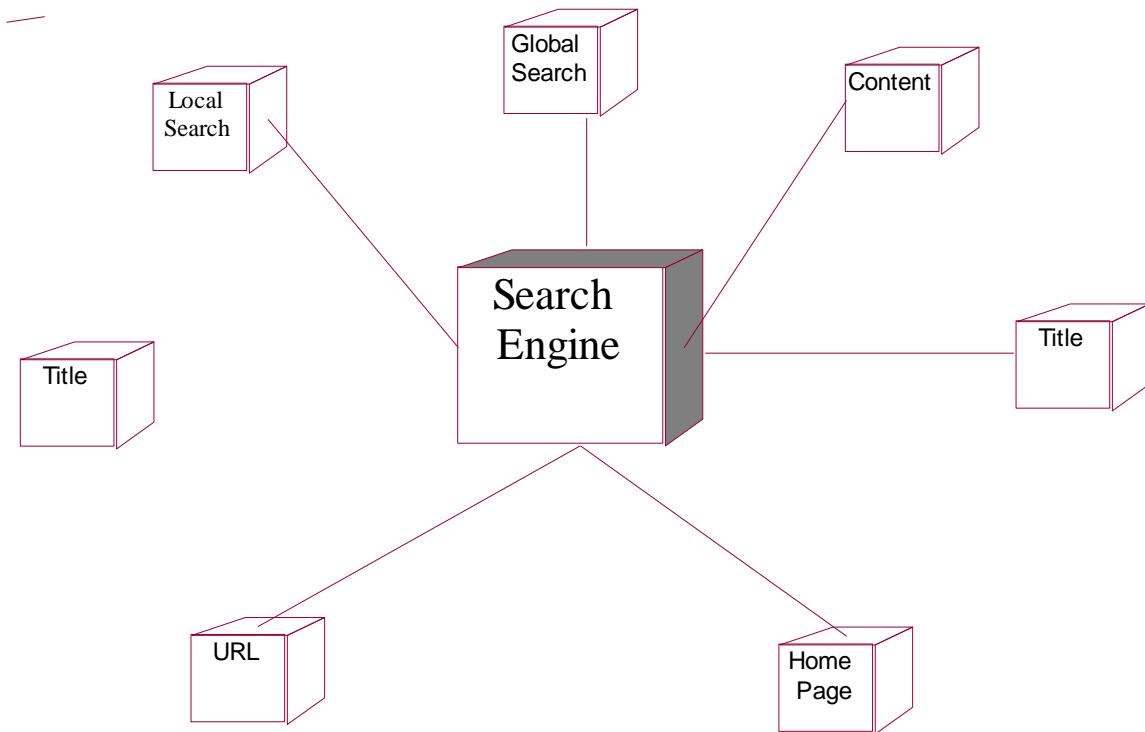 Global
Search
Local
Search
Content
Search
Engine
Title
Title
URL
Home
Page